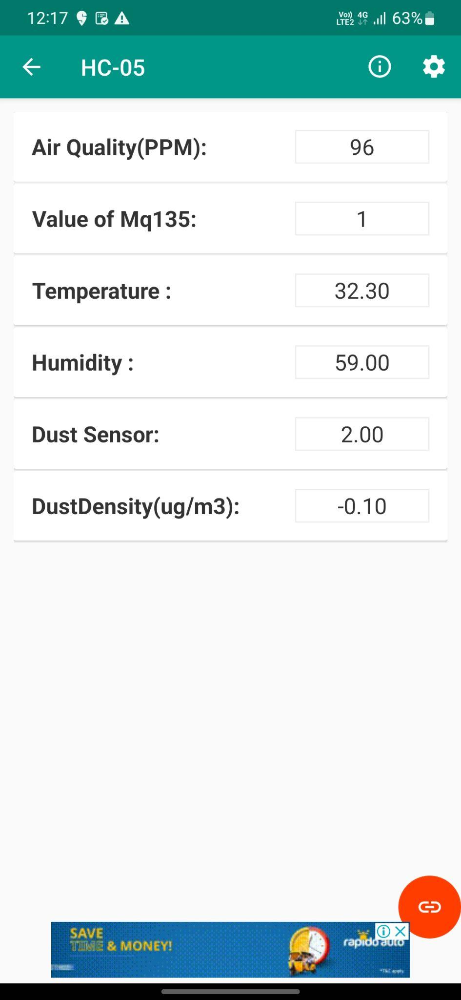 12:17
Vo)) 4G
LTE2
63%
HC-05
Air Quality(PPM): 96
Value of Mq135: 1
Temperature : 32.30
Humidity : 59.00
Dust Sensor: 2.00
DustDensity(ug/m3): -0.10
SAVE
TIME & MONEY!
rapido auto
*T&C apply